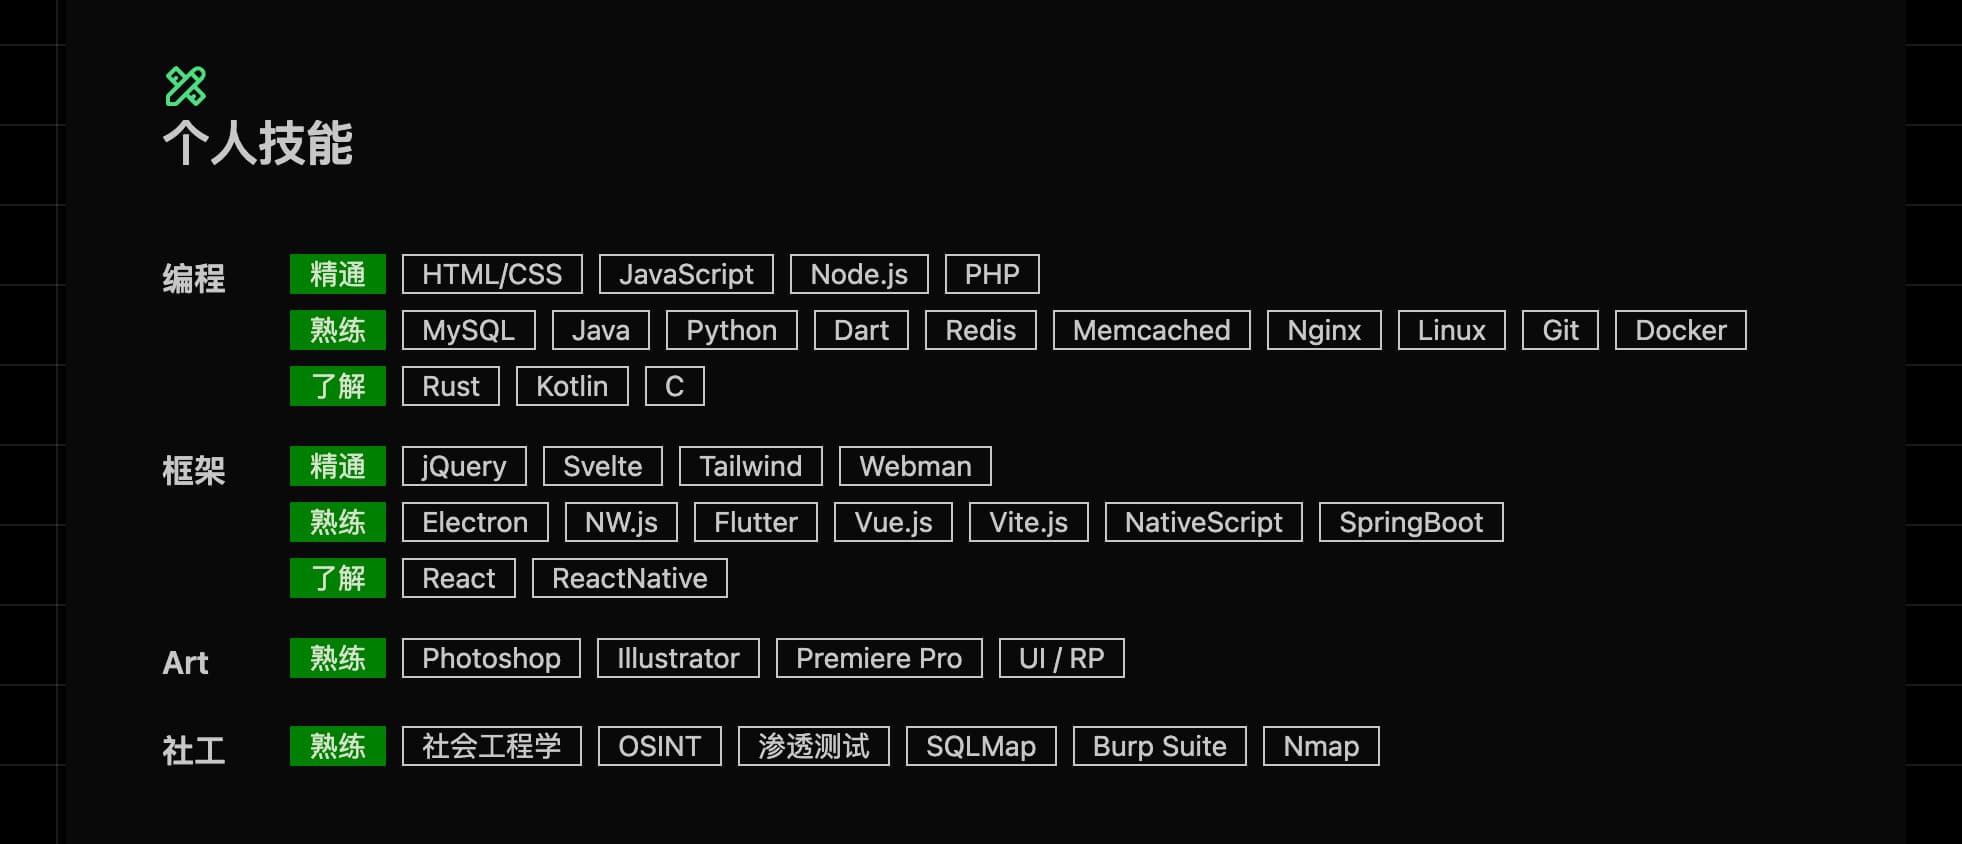 个人技能
编程 精通 HTML/CSS JavaScript Node.js PHP
熟练 MySQL Java Python Dart Redis Memcached Nginx Linux Git Docker
了解 Rust Kotlin C
框架 精通 jQuery Svelte Tailwind Webman
熟练 Electron NW.js Flutter Vue.js Vite.js NativeScript SpringBoot
了解 React ReactNative
Art 熟练 Photoshop Illustrator Premiere Pro UI / RP
社工 熟练 社会工程学 OSINT 渗透测试 SQLMap Burp Suite Nmap